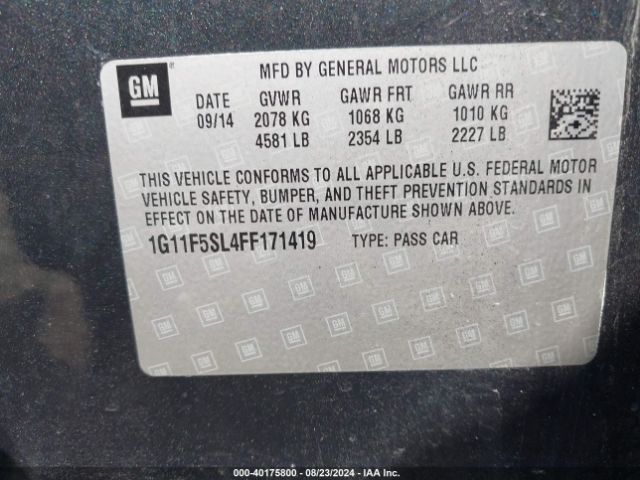 GM
MFD BY GENERAL MOTORS LLC
DATE GVWR GAWR FRT GAWR RR
09/14 2078 KG 1068 KG 1010 KG
4581 LB 2354 LB 2227 LB
THIS VEHICLE CONFORMS TO ALL APPLICABLE U.S. FEDERAL MOTOR
VEHICLE SAFETY, BUMPER, AND THEFT PREVENTION STANDARDS IN
EFFECT ON THE DATE OF MANUFACTURE SHOWN ABOVE.
1G11F5SL4FF171419 TYPE: PASS CAR
000-40175800 - 08/23/2024 - IAA Inc.